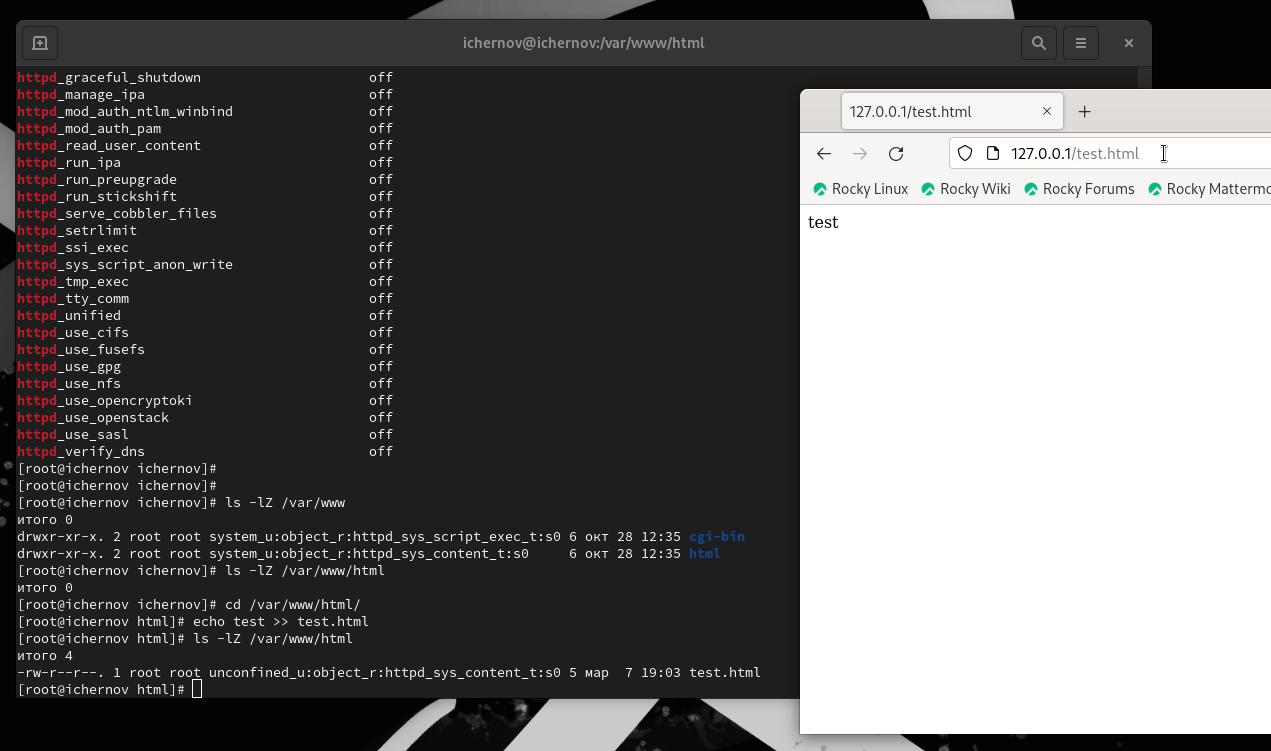 ichernov@ichernov:/var/www/html
httpd_graceful_shutdown off
httpd_manage_ipa off
httpd_mod_auth_ntlm_winbind off
httpd_mod_auth_pam off
httpd_read_user_content off
httpd_run_ipa off
httpd_run_preupgrade off
httpd_run_stickshift off
httpd_serve_cobbler_files off
httpd_setrlimit off
httpd_ssi_exec off
httpd_sys_script_anon_write off
httpd_tmp_exec off
httpd_tty_comm off
httpd_unified off
httpd_use_cifs off
httpd_use_fusefs off
httpd_use_gpg off
httpd_use_nfs off
httpd_use_opencryptoki off
httpd_use_openstack off
httpd_use_sasl off
httpd_verify_dns off
[root@ichernov ichernov]#
[root@ichernov ichernov]#
[root@ichernov ichernov]# ls -lZ /var/www
итого 0
drwxr-xr-x. 2 root root system_u:object_r:httpd_sys_script_exec_t:s0 6 окт 28 12:35 cgi-bin
drwxr-xr-x. 2 root root system_u:object_r:httpd_sys_content_t:s0 6 окт 28 12:35 html
[root@ichernov ichernov]# ls -lZ /var/www/html
итого 0
[root@ichernov ichernov]# cd /var/www/html/
[root@ichernov html]# echo test >> test.html
[root@ichernov html]# ls -lZ /var/www/html
итого 4
-rw-r--r--. 1 root root unconfined_u:object_r:httpd_sys_content_t:s0 5 мар 7 19:03 test.html
[root@ichernov html]#
127.0.0.1/test.html
127.0.0.1/test.html
Rocky Linux Rocky Wiki Rocky Forums Rocky Mattermo
test